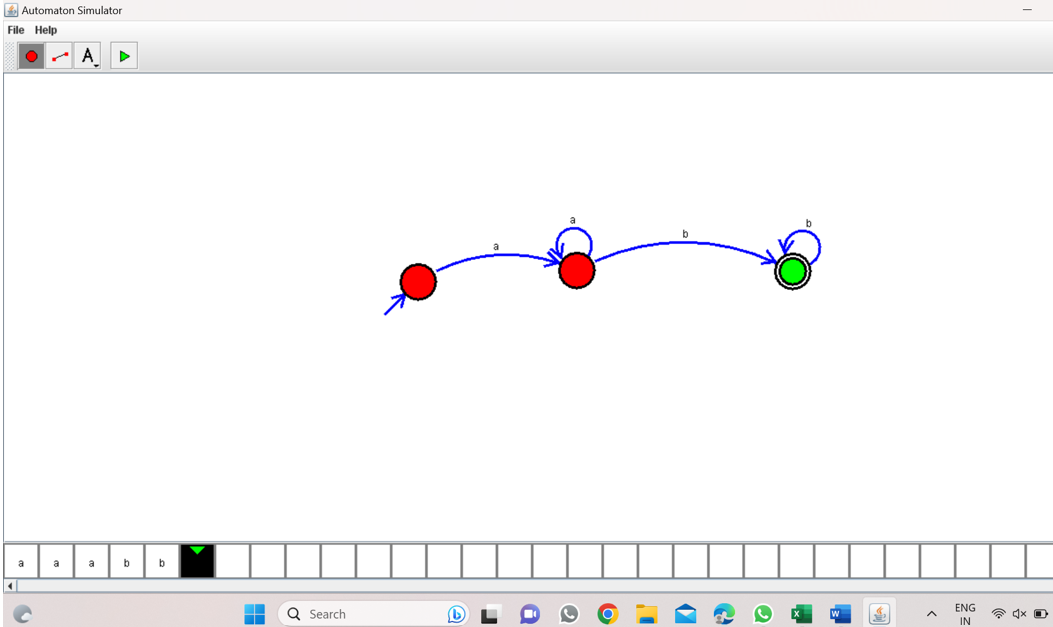 Automaton Simulator
File Help
A
a
a
b
b
a a a b b
Search
ENG
IN